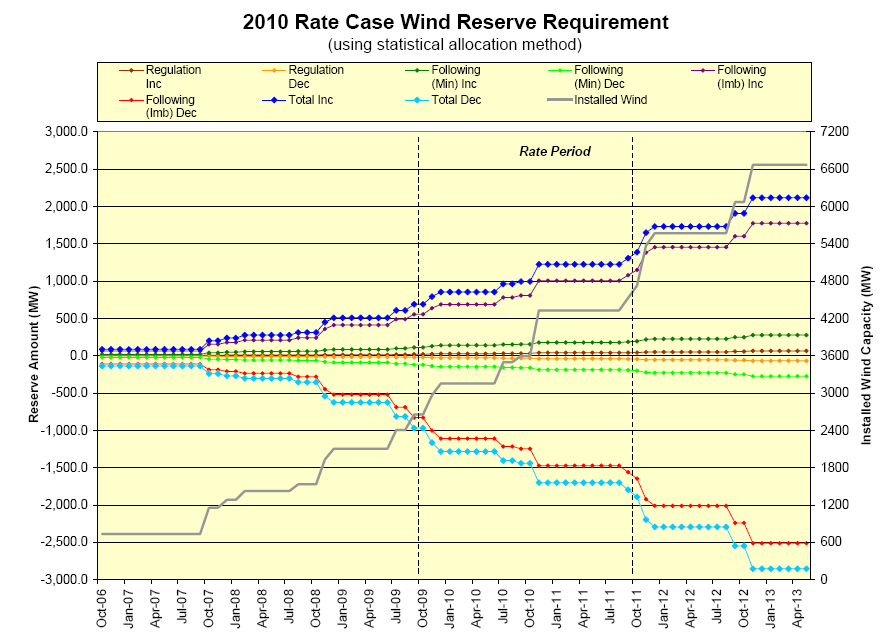 2010 Rate Case Wind Reserve Requirement
(using statistical allocation method)
Regulation Inc
Regulation Dec
Following (Min) Inc
Following (Min) Dec
Following (Imb) Inc
Following (Imb) Dec
Total Inc
Total Dec
Installed Wind
Rate Period
Reserve Amount (MW)
3,000.0
2,500.0
2,000.0
1,500.0
1,000.0
500.0
0.0
-500.0
-1,000.0
-1,500.0
-2,000.0
-2,500.0
-3,000.0
7200
6600
6000
5400
4800
4200
3600
3000
2400
1800
1200
600
0
Installed Wind Capacity (MW)
Oct-06
Jan-07
Apr-07
Jul-07
Oct-07
Jan-08
Apr-08
Jul-08
Oct-08
Jan-09
Apr-09
Jul-09
Oct-09
Jan-10
Apr-10
Jul-10
Oct-10
Jan-11
Apr-11
Jul-11
Oct-11
Jan-12
Apr-12
Jul-12
Oct-12
Jan-13
Apr-13